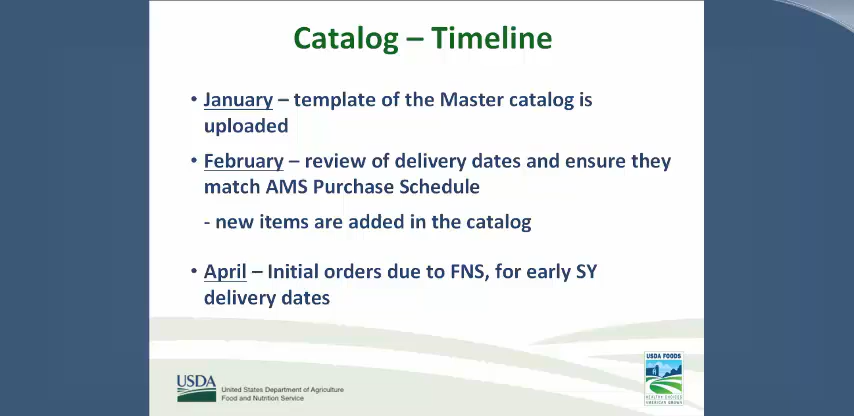 Catalog – Timeline
• January – template of the Master catalog is
uploaded
• February – review of delivery dates and ensure they
match AMS Purchase Schedule
- new items are added in the catalog
• April – Initial orders due to FNS, for early SY
delivery dates
USDA
United States Department of Agriculture
Food and Nutrition Service
USDA FOODS
HEALTHY CHOICES
AMERICAN GROWN